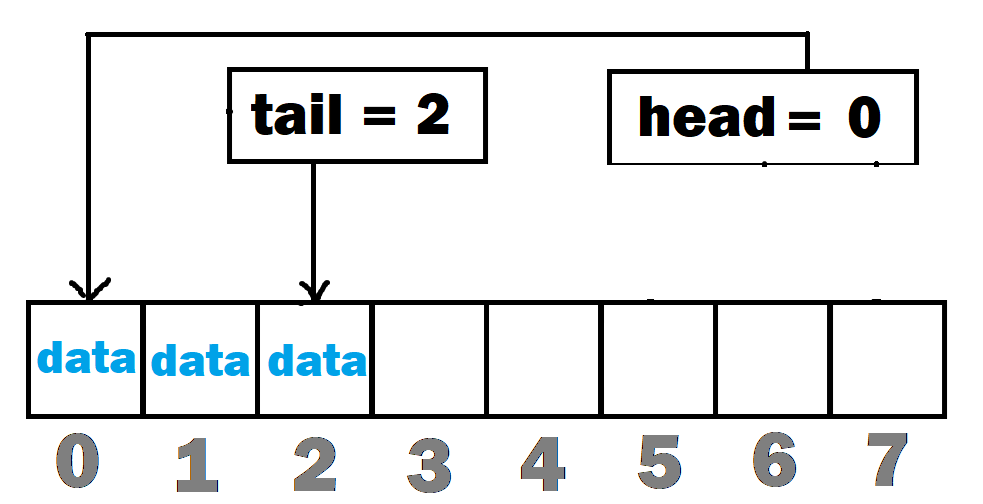 tail = 2
head = 0
data data data
0 1 2 3 4 5 6 7